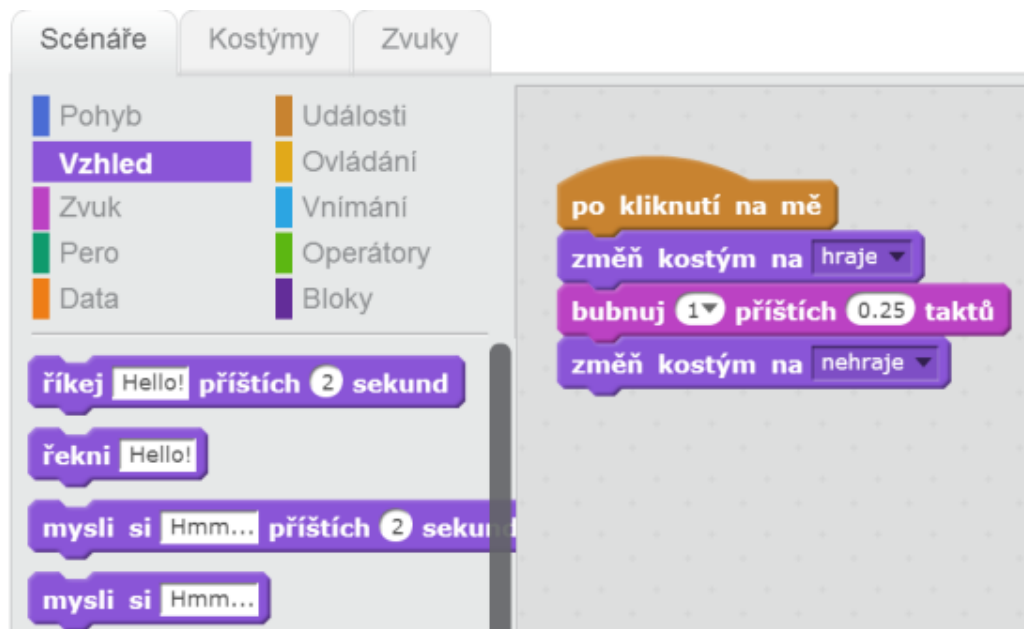 Scénáře Kostýmy Zvuky
Pohyb
Vzhled
Zvuk
Pero
Data
Události
Ovládání
Vnímání
Operátory
Bloky
říkej Hello! příštích 2 sekund
řekni Hello!
mysli si Hmm... příštích 2 sekund
mysli si Hmm...
po kliknutí na mě
změň kostým na hraje
bubnuj 1 příštích 0.25 taktů
změň kostým na nehraje